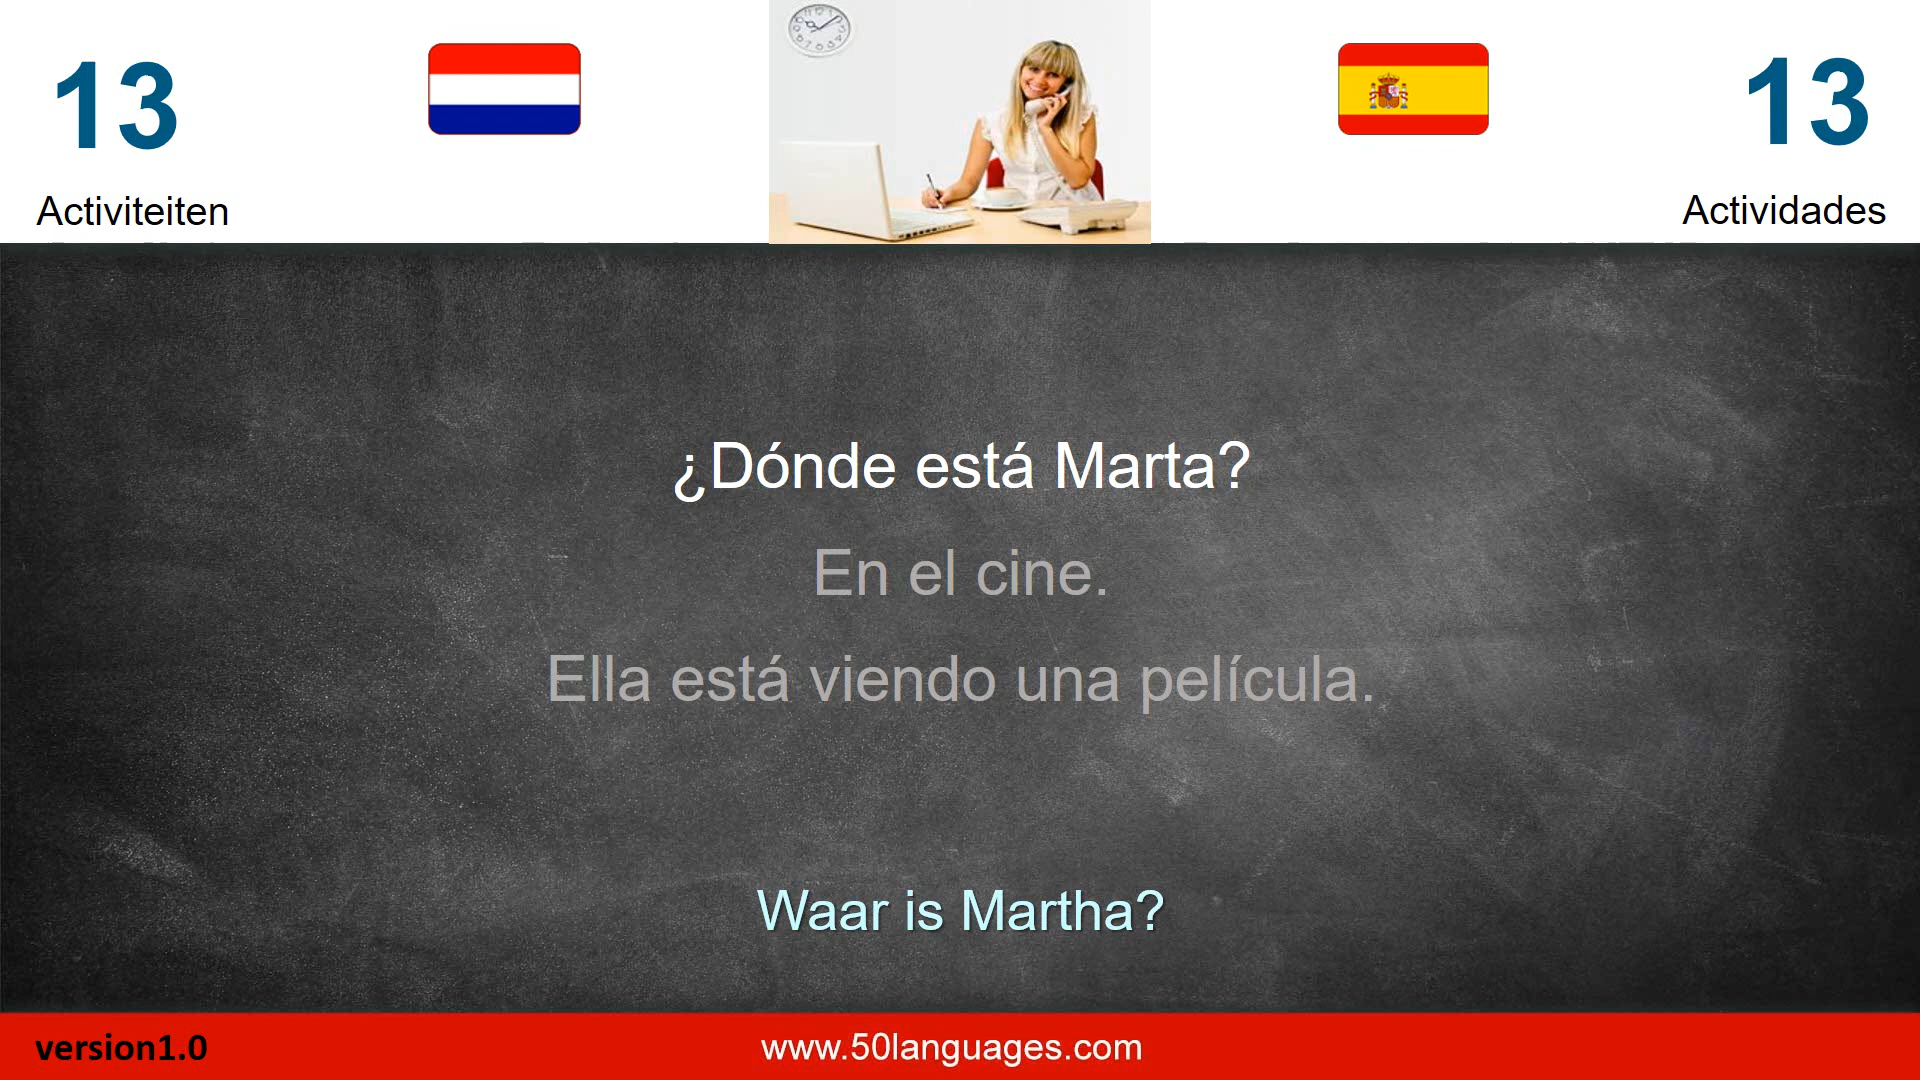 13
13
Activiteiten
Actividades
¿Dónde está Marta?
En el cine.
Ella está viendo una película.
Waar is Martha?
version1.0
www.50languages.com